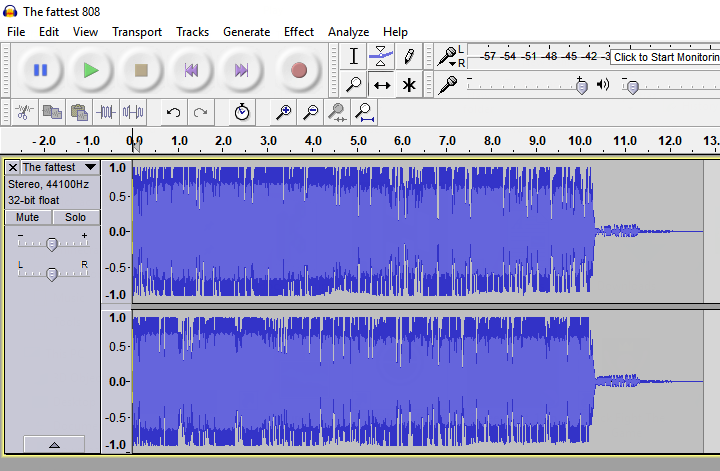 The fattest 808
File Edit View Transport Tracks Generate Effect Analyze Help
L
R
-57 -54 -51 -48 -45 -42 -3
Click to Start Monitorin
- 2.0 - 1.0 0.0 1.0 2.0 3.0 4.0 5.0 6.0 7.0 8.0 9.0 10.0 11.0 12.0 13.
X The fattest
Stereo, 44100Hz
32-bit float
Mute Solo
- +
L R
1.0
0.5-
0.0-
-0.5-
-1.0
1.0
0.5-
0.0-
-0.5-
-1.0